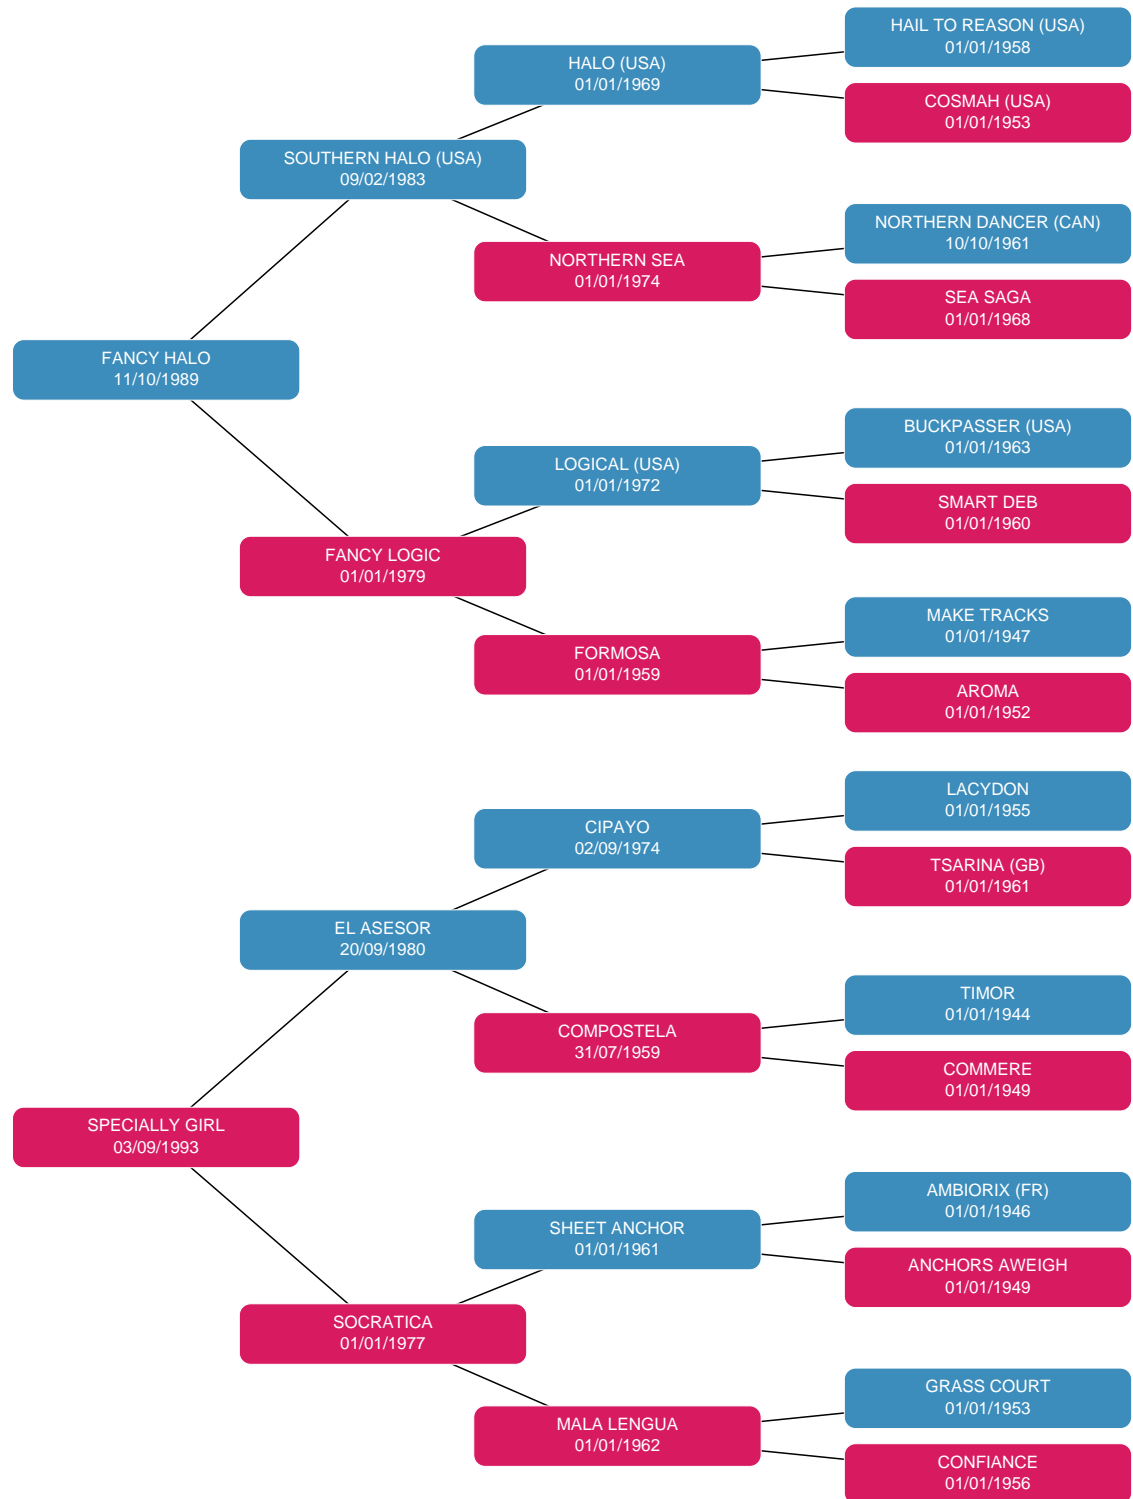 HAIL TO REASON (USA)
01/01/1958
HALO (USA)
01/01/1969
COSMAH (USA)
01/01/1953
SOUTHERN HALO (USA)
09/02/1983
NORTHERN DANCER (CAN)
10/10/1961
NORTHERN SEA
01/01/1974
SEA SAGA
01/01/1968
FANCY HALO
11/10/1989
BUCKPASSER (USA)
01/01/1963
LOGICAL (USA)
01/01/1972
SMART DEB
01/01/1960
FANCY LOGIC
01/01/1979
MAKE TRACKS
01/01/1947
FORMOSA
01/01/1959
AROMA
01/01/1952
LACYDON
01/01/1955
CIPAYO
02/09/1974
TSARINA (GB)
01/01/1961
EL ASESOR
20/09/1980
TIMOR
01/01/1944
COMPOSTELA
31/07/1959
COMMERE
01/01/1949
SPECIALLY GIRL
03/09/1993
AMBIORIX (FR)
01/01/1946
SHEET ANCHOR
01/01/1961
ANCHORS AWEIGH
01/01/1949
SOCRATICA
01/01/1977
GRASS COURT
01/01/1953
MALA LENGUA
01/01/1962
CONFIANCE
01/01/1956